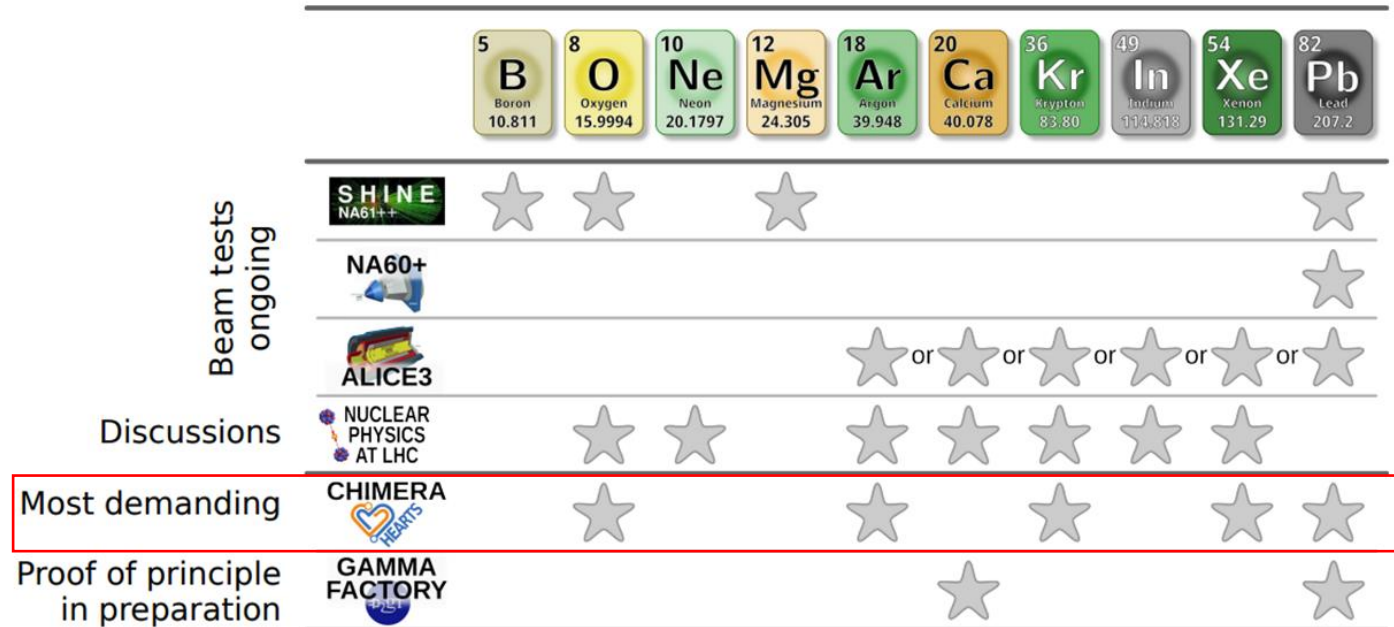 5 8 10 12 18 20 36 49 54 82
B O Ne Mg Ar Ca Kr In Xe Pb
Boron Oxygen Neon Magnesium Argon Calcium Krypton Indium Xenon Lead
10.811 15.9994 20.1797 24.305 39.948 40.078 83.80 114.818 131.29 207.2
Beam tests
ongoing
SHINE
NA61++
NA60+
or or or or or
ALICE3
Discussions
NUCLEAR
PHYSICS
AT LHC
Most demanding
CHIMERA
HEARTS
Proof of principle
in preparation
GAMMA
FACTORY